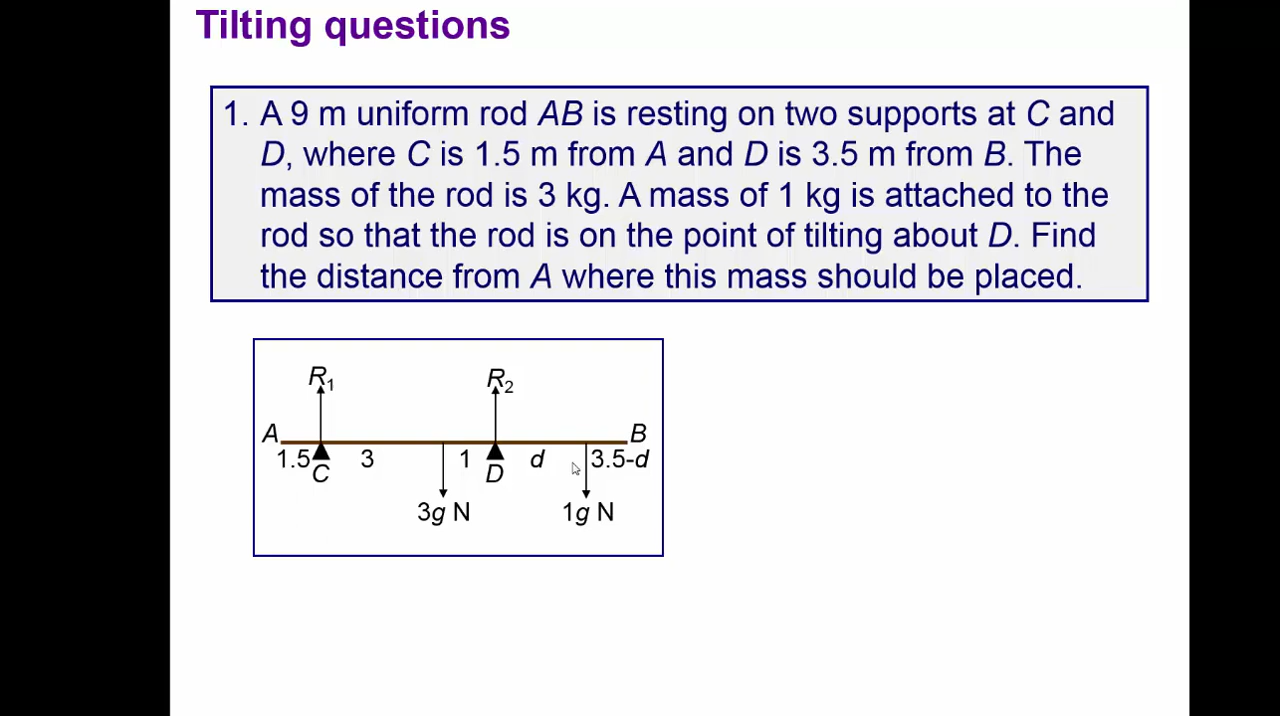 Tilting questions
1. A 9 m uniform rod AB is resting on two supports at C and
D, where C is 1.5 m from A and D is 3.5 m from B. The
mass of the rod is 3 kg. A mass of 1 kg is attached to the
rod so that the rod is on the point of tilting about D. Find
the distance from A where this mass should be placed.
R₁ R₂
A B
1.5 3 1 d 3.5-d
C D
3g N 1g N